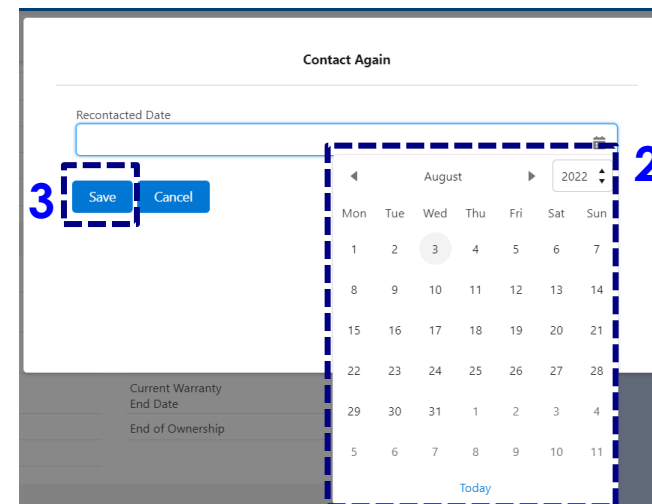 Contact Again
Recontacted Date
2
August 2022
3 Save Cancel
Mon Tue Wed Thu Fri Sat Sun
1 2 3 4 5 6 7
8 9 10 11 12 13 14
15 16 17 18 19 20 21
22 23 24 25 26 27 28
Current Warranty
End Date
29 30 31 1 2 3 4
End of Ownership
5 6 7 8 9 10 11
Today